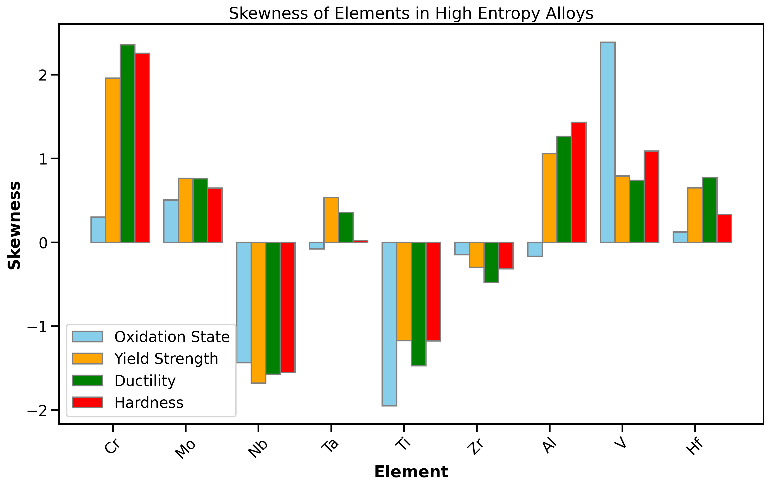 Skewness of Elements in High Entropy Alloys
Skewness
2
1
0
−1
−2
Oxidation State
Yield Strength
Ductility
Hardness
Cr
Mo
Nb
Ta
Ti
Zr
Al
V
Hf
Element